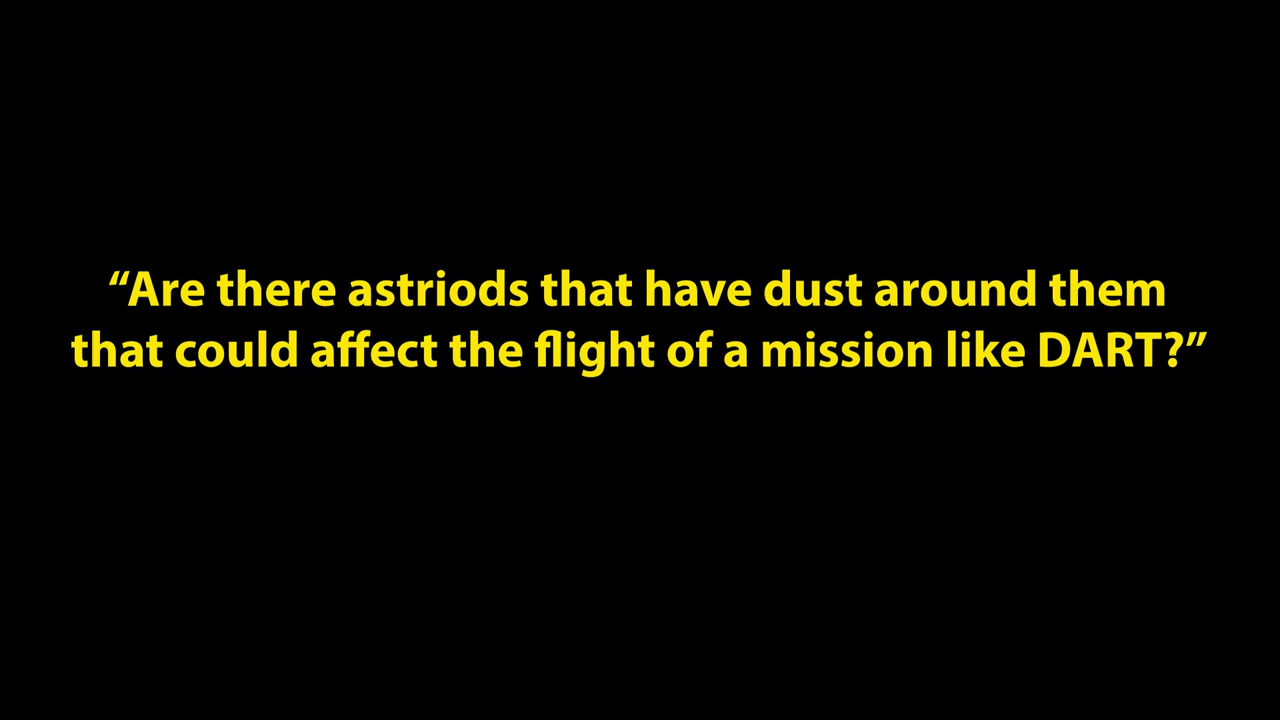 “Are there astriods that have dust around them
that could affect the flight of a mission like DART?”